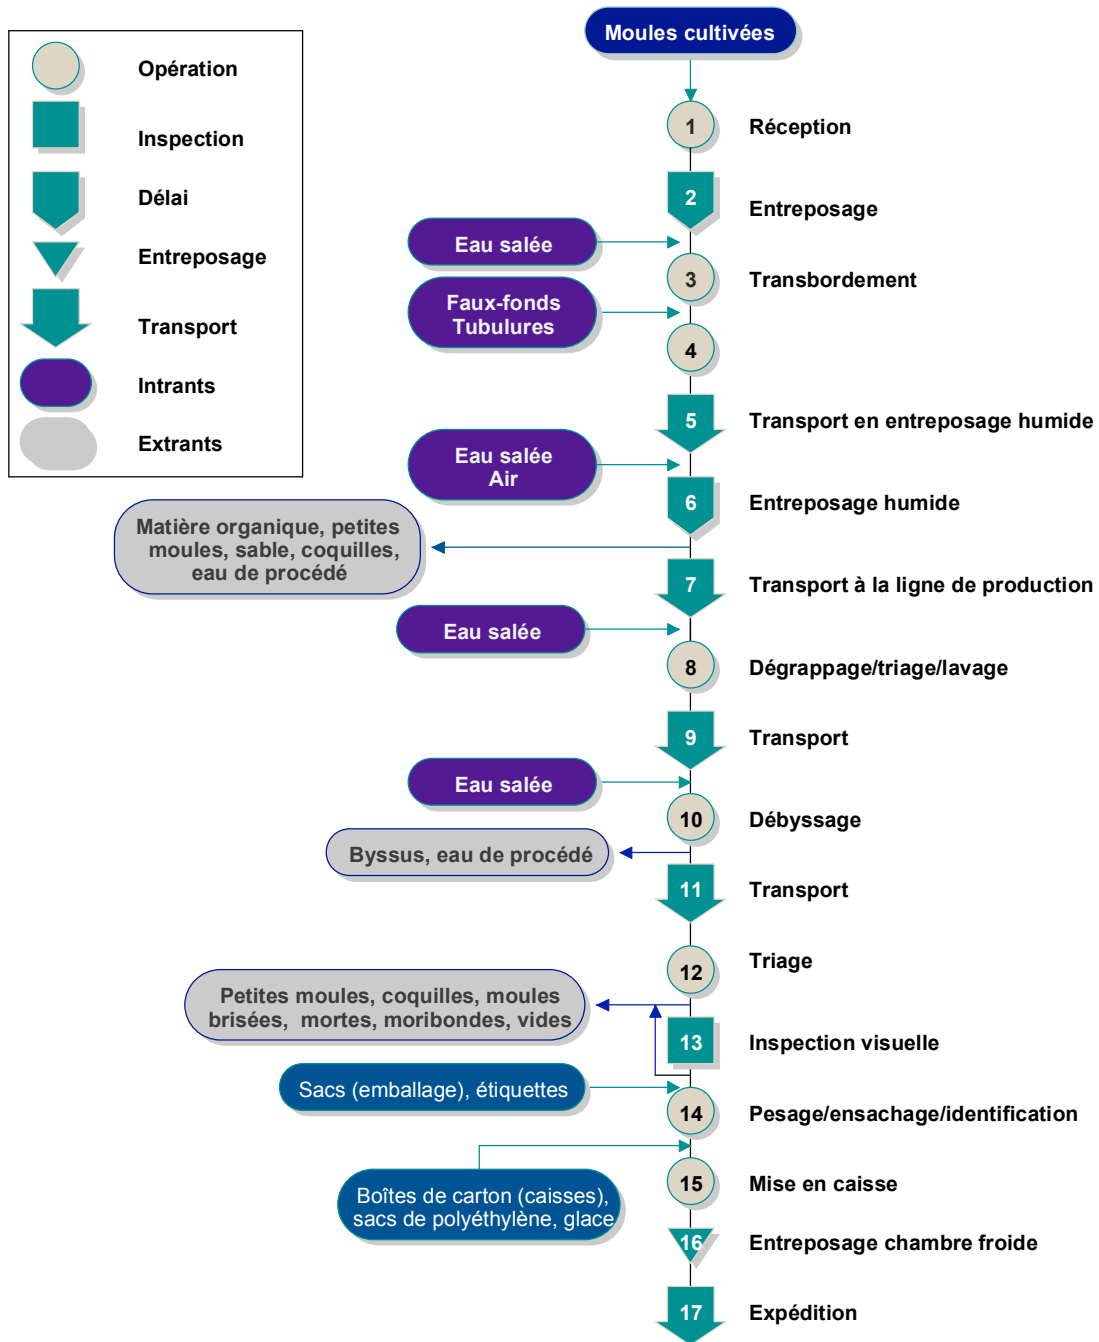 Opération
Inspection
Délai
Entreposage
Transport
Intrants
Extrants
Moules cultivées
1
Réception
2
Entreposage
Eau salée
3
Transbordement
Faux-fonds
Tubulures
4
5
Transport en entreposage humide
Eau salée
Air
6
Entreposage humide
Matière organique, petites
moules, sable, coquilles,
eau de procédé
7
Transport à la ligne de production
Eau salée
8
Dégrappage/triage/lavage
9
Transport
Eau salée
10
Débyssage
Byssus, eau de procédé
11
Transport
12
Triage
Petites moules, coquilles, moules
brisées, mortes, moribondes, vides
13
Inspection visuelle
Sacs (emballage), étiquettes
14
Pesage/ensachage/identification
15
Mise en caisse
Boîtes de carton (caisses),
sacs de polyéthylène, glace
16
Entreposage chambre froide
17
Expédition